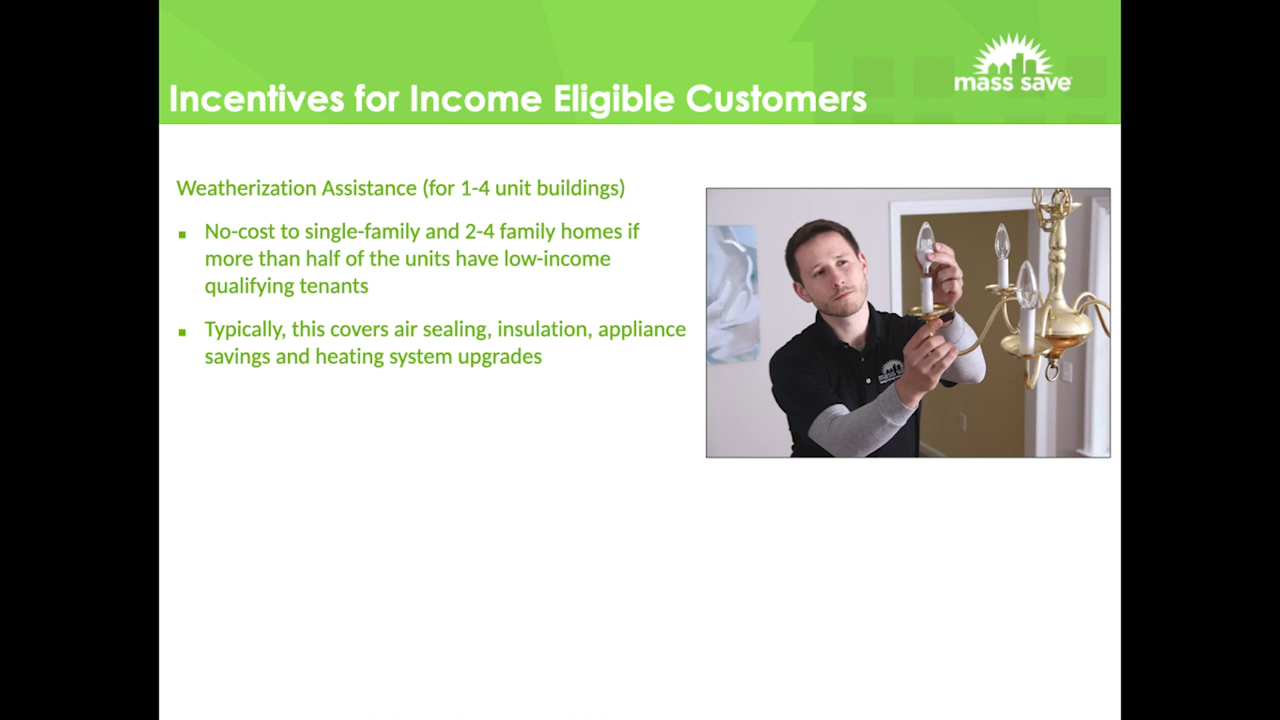 mass save
Incentives for Income Eligible Customers
Weatherization Assistance (for 1-4 unit buildings)
▪ No-cost to single-family and 2-4 family homes if
more than half of the units have low-income
qualifying tenants
▪ Typically, this covers air sealing, insulation, appliance
savings and heating system upgrades